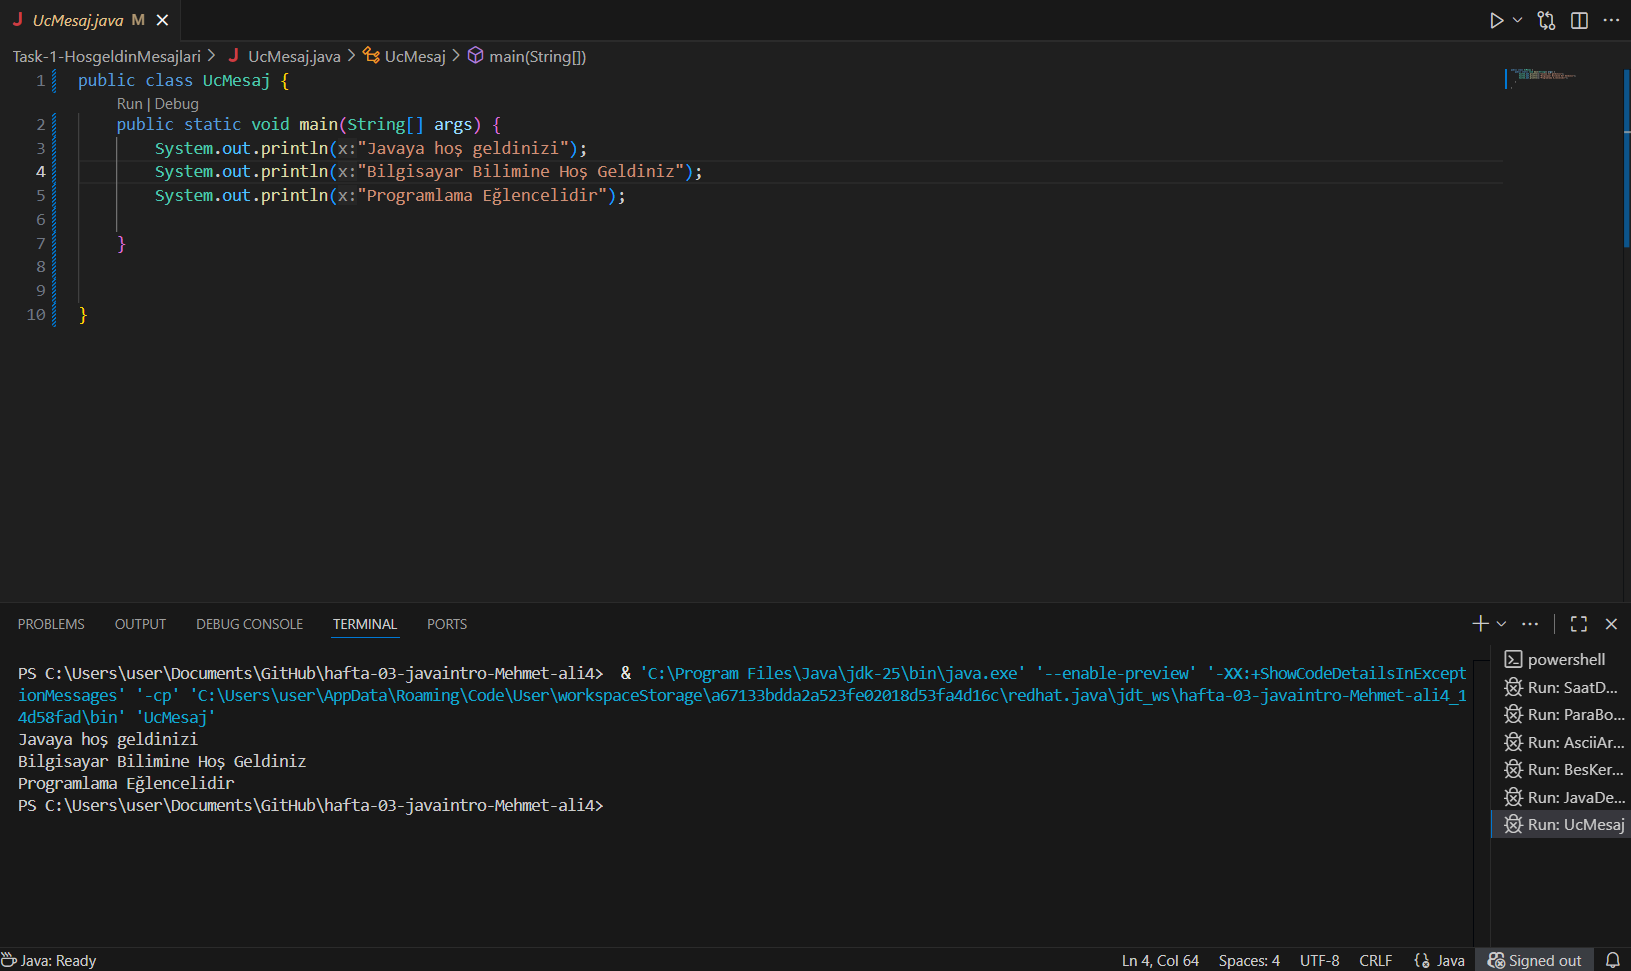 UcMesaj.java M
Task-1-HosgeldinMesajlari > UcMesaj.java > UcMesaj > main(String[])
1 public class UcMesaj {
Run | Debug
2 public static void main(String[] args) {
3 System.out.println(x:"Javaya hoş geldinizi");
4 System.out.println(x:"Bilgisayar Bilimine Hoş Geldiniz");
5 System.out.println(x:"Programlama Eğlencelidir");
6
7 }
8
9
10 }
PROBLEMS OUTPUT DEBUG CONSOLE TERMINAL PORTS
PS C:\Users\user\Documents\GitHub\hafta-03-javaintro-Mehmet-ali4> & 'C:\Program Files\Java\jdk-25\bin\java.exe' '--enable-preview' '-XX:+ShowCodeDetailsInExcept
ionMessages' '-cp' 'C:\Users\user\AppData\Roaming\Code\User\workspaceStorage\a67133bdda2a523fe02018d53fa4d16c\redhat.java\jdt_ws\hafta-03-javaintro-Mehmet-ali4_1
4d58fad\bin' 'UcMesaj'
Javaya hoş geldinizi
Bilgisayar Bilimine Hoş Geldiniz
Programlama Eğlencelidir
PS C:\Users\user\Documents\GitHub\hafta-03-javaintro-Mehmet-ali4>
powershell
Run: SaatD...
Run: ParaBo...
Run: AsciiAr...
Run: BesKer...
Run: JavaDe...
Run: UcMesaj
Java: Ready
Ln 4, Col 64 Spaces: 4 UTF-8 CRLF Java Signed out